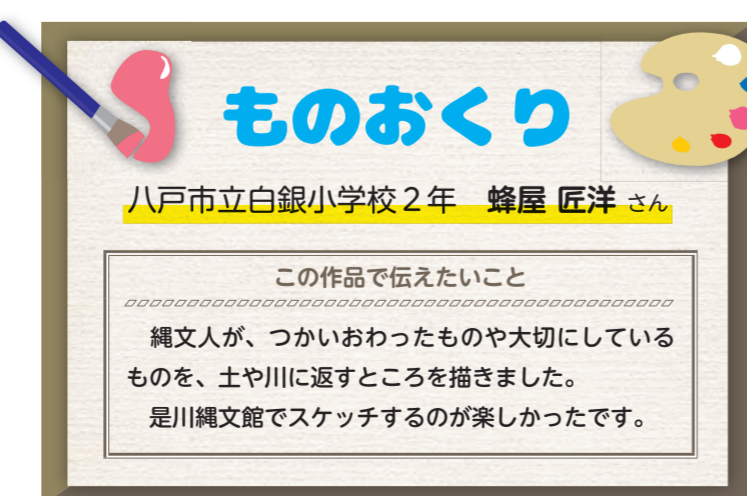 ものおくり
八戸市立白銀小学校２年　蜂屋 匠洋 さん
この作品で伝えたいこと
　縄文人が、つかいおわったものや大切にしている
ものを、土や川に返すところを描きました。
　是川縄文館でスケッチするのが楽しかったです。